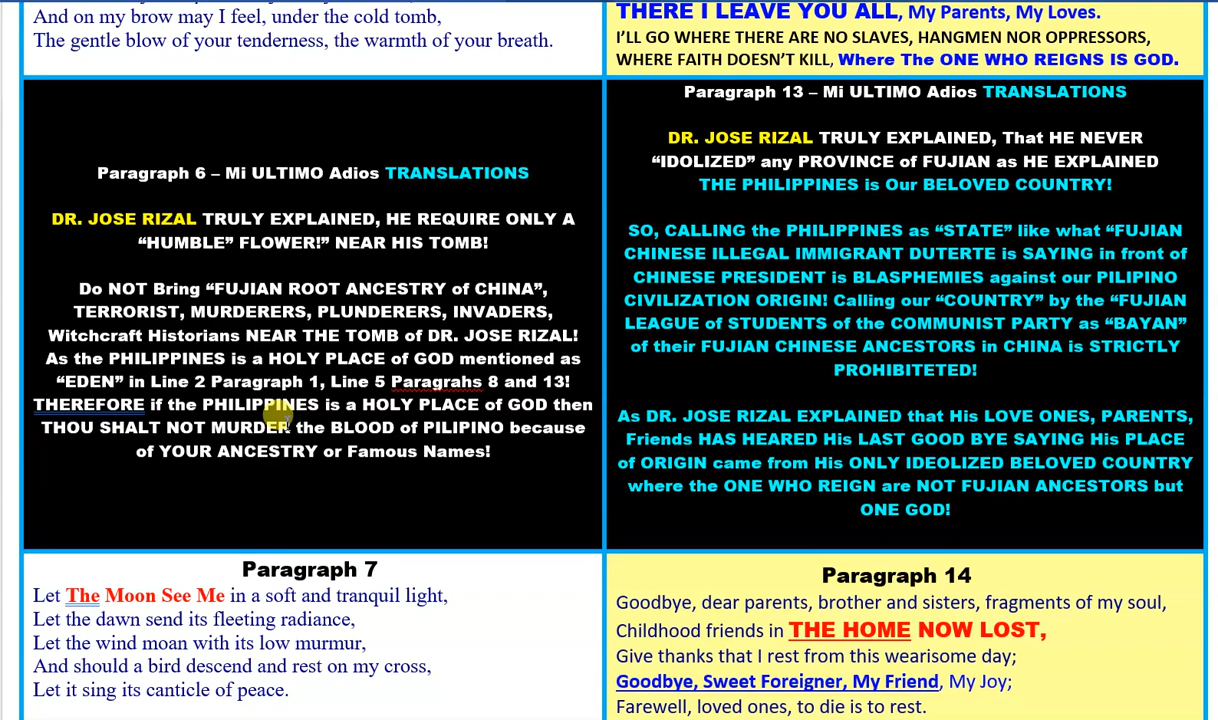 And on my brow may I feel, under the cold tomb,
The gentle blow of your tenderness, the warmth of your breath.
Paragraph 6 – Mi ULTIMO Adios TRANSLATIONS
DR. JOSE RIZAL TRULY EXPLAINED, HE REQUIRE ONLY A
“HUMBLE” FLOWER!” NEAR HIS TOMB!
Do NOT Bring “FUJIAN ROOT ANCESTRY of CHINA”,
TERRORIST, MURDERERS, PLUNDERERS, INVADERS,
Witchcraft Historians NEAR THE TOMB of DR. JOSE RIZAL!
As the PHILIPPINES is a HOLY PLACE of GOD mentioned as
“EDEN” in Line 2 Paragraph 1, Line 5 Paragrahs 8 and 13!
THEREFORE if the PHILIPPINES is a HOLY PLACE of GOD then
THOU SHALT NOT MURDER the BLOOD of PILIPINO because
of YOUR ANCESTRY or Famous Names!
Paragraph 7
Let The Moon See Me in a soft and tranquil light,
Let the dawn send its fleeting radiance,
Let the wind moan with its low murmur,
And should a bird descend and rest on my cross,
Let it sing its canticle of peace.
THERE I LEAVE YOU ALL, My Parents, My Loves.
I’LL GO WHERE THERE ARE NO SLAVES, HANGMEN NOR OPPRESSORS,
WHERE FAITH DOESN’T KILL, Where The ONE WHO REIGNS IS GOD.
Paragraph 13 – Mi ULTIMO Adios TRANSLATIONS
DR. JOSE RIZAL TRULY EXPLAINED, That HE NEVER
“IDOLIZED” any PROVINCE of FUJIAN as HE EXPLAINED
THE PHILIPPINES is Our BELOVED COUNTRY!
SO, CALLING the PHILIPPINES as “STATE” like what “FUJIAN
CHINESE ILLEGAL IMMIGRANT DUTERTE is SAYING in front of
CHINESE PRESIDENT is BLASPHEMIES against our PILIPINO
CIVILIZATION ORIGIN! Calling our “COUNTRY” by the “FUJIAN
LEAGUE of STUDENTS of the COMMUNIST PARTY as “BAYAN”
of their FUJIAN CHINESE ANCESTORS in CHINA is STRICTLY
PROHIBITETED!
As DR. JOSE RIZAL EXPLAINED that His LOVE ONES, PARENTS,
Friends HAS HEARED His LAST GOOD BYE SAYING His PLACE
of ORIGIN came from His ONLY IDEOLIZED BELOVED COUNTRY
where the ONE WHO REIGN are NOT FUJIAN ANCESTORS but
ONE GOD!
Paragraph 14
Goodbye, dear parents, brother and sisters, fragments of my soul,
Childhood friends in THE HOME NOW LOST,
Give thanks that I rest from this wearisome day;
Goodbye, Sweet Foreigner, My Friend, My Joy;
Farewell, loved ones, to die is to rest.